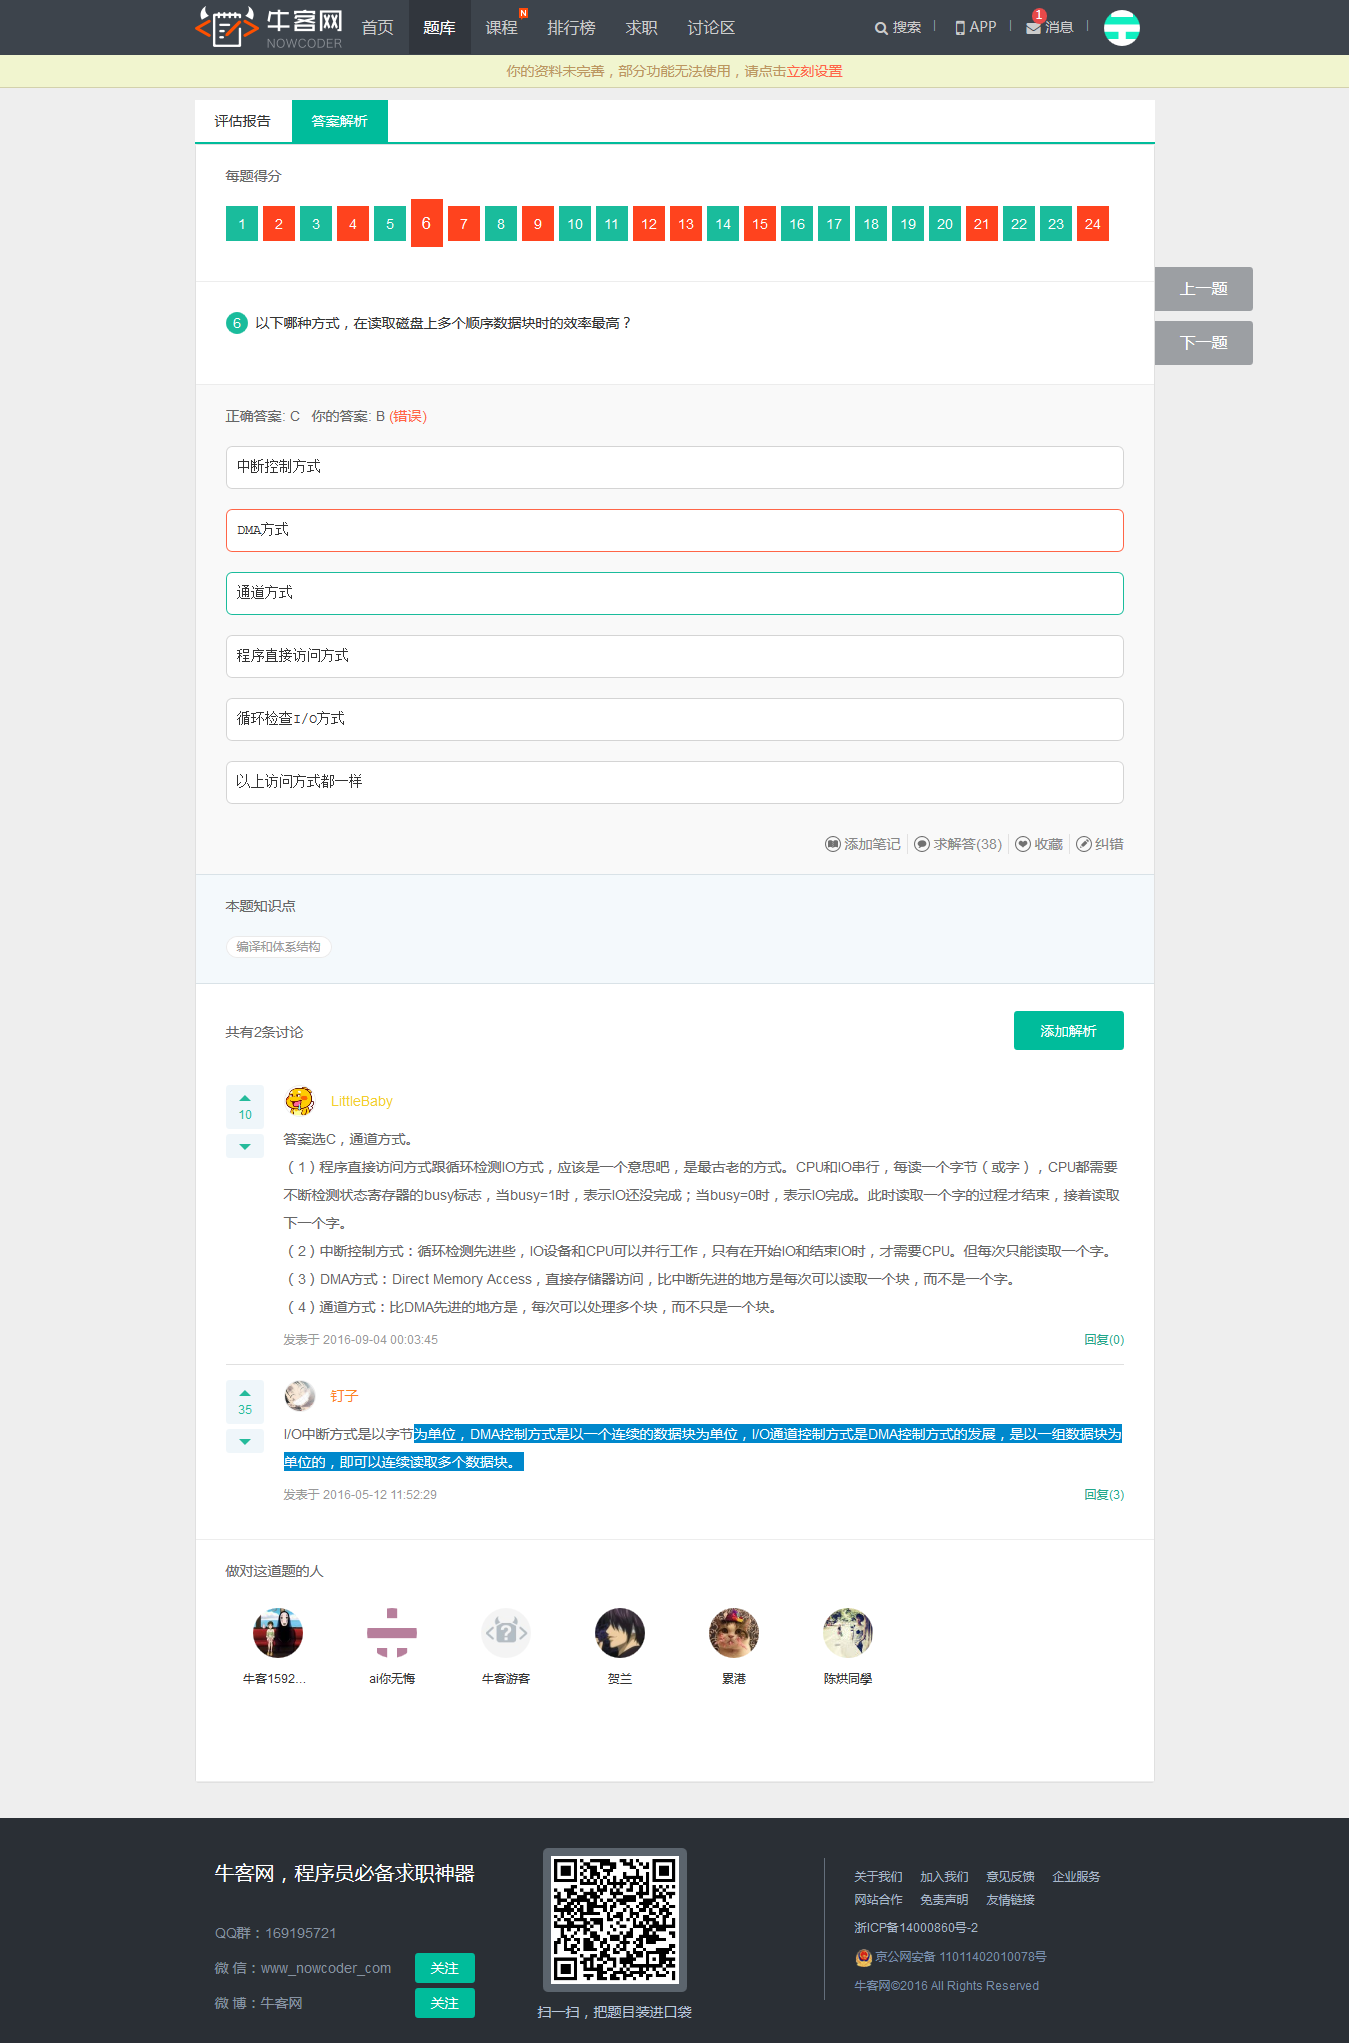 牛客网
NOWCODER
首页 题库 课程 N 排行榜 求职 讨论区 搜索 APP 1 消息
你的资料未完善，部分功能无法使用，请点击立刻设置
评估报告 答案解析
每题得分
1 2 3 4 5 6 7 8 9 10 11 12 13 14 15 16 17 18 19 20 21 22 23 24
上一题
6 以下哪种方式，在读取磁盘上多个顺序数据块时的效率最高？
下一题
正确答案: C 你的答案: B (错误)
中断控制方式
DMA方式
通道方式
程序直接访问方式
循环检查I/O方式
以上访问方式都一样
添加笔记 求解答(38) 收藏 纠错
本题知识点
编译和体系结构
共有2条讨论 添加解析
10
LittleBaby
答案选C，通道方式。
（1）程序直接访问方式跟循环检测IO方式，应该是一个意思吧，是最古老的方式。CPU和IO串行，每读一个字节（或字），CPU都需要
不断检测状态寄存器的busy标志，当busy=1时，表示IO还没完成；当busy=0时，表示IO完成。此时读取一个字的过程才结束，接着读取
下一个字。
（2）中断控制方式：循环检测先进些，IO设备和CPU可以并行工作，只有在开始IO和结束IO时，才需要CPU。但每次只能读取一个字。
（3）DMA方式：Direct Memory Access，直接存储器访问，比中断先进的地方是每次可以读取一个块，而不是一个字。
（4）通道方式：比DMA先进的地方是，每次可以处理多个块，而不只是一个块。
发表于 2016-09-04 00:03:45 回复(0)
35
钉子
I/O中断方式是以字节为单位，DMA控制方式是以一个连续的数据块为单位，I/O通道控制方式是DMA控制方式的发展，是以一组数据块为
单位的，即可以连续读取多个数据块。
发表于 2016-05-12 11:52:29 回复(3)
做对这道题的人
牛客1592... ai你无悔 牛客游客 贺兰 累港 陈烘同學
牛客网，程序员必备求职神器
QQ群：169195721
微 信：www_nowcoder_com 关注
微 博：牛客网 关注
扫一扫，把题目装进口袋
关于我们 加入我们 意见反馈 企业服务
网站合作 免责声明 友情链接
浙ICP备14000860号-2
京公网安备 11011402010078号
牛客网©2016 All Rights Reserved